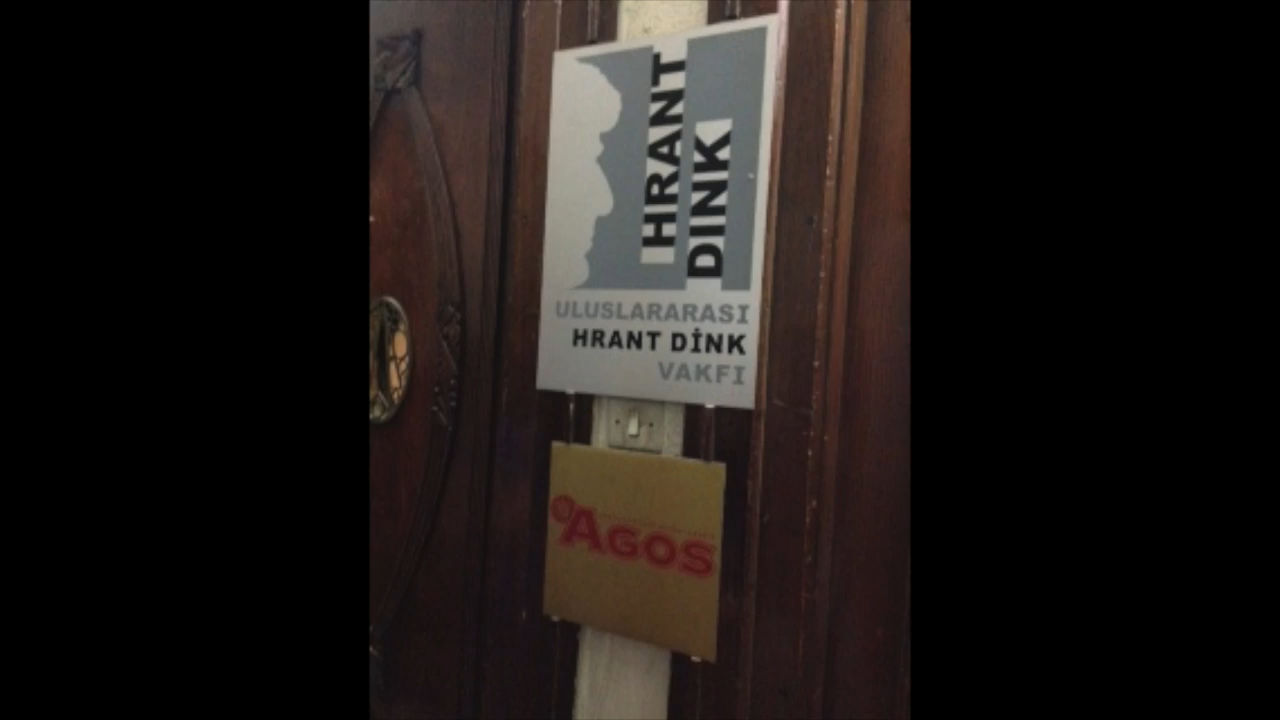 HRANT
DINK
ULUSLARARASI
HRANT DİNK
VAKFI
AGOS